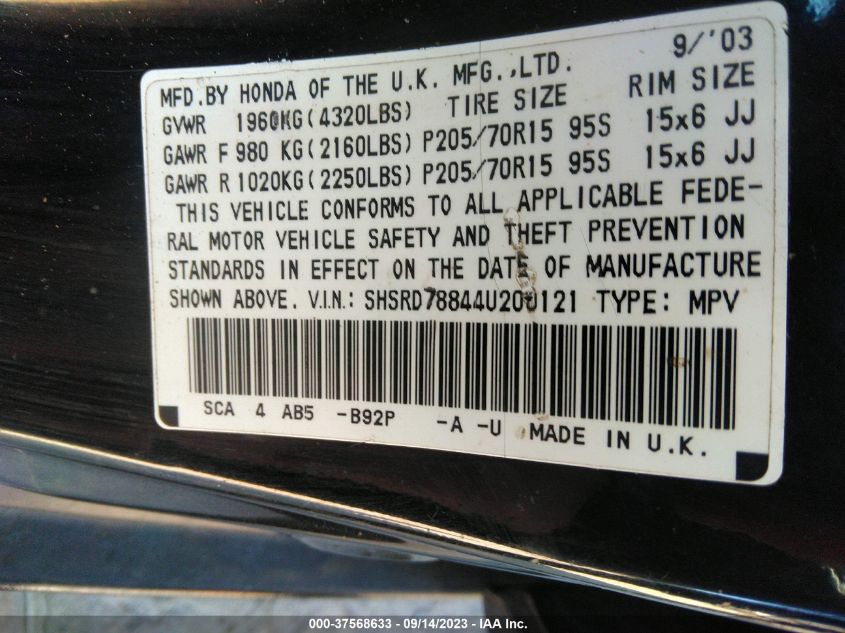 9/'03
MFD.BY HONDA OF THE U.K. MFG.,LTD.
GVWR 1960KG(4320LBS) TIRE SIZE RIM SIZE
GAWR F 980 KG(2160LBS) P205/70R15 95S 15x6 JJ
GAWR R 1020KG(2250LBS) P205/70R15 95S 15x6 JJ
THIS VEHICLE CONFORMS TO ALL APPLICABLE FEDE-
RAL MOTOR VEHICLE SAFETY AND THEFT PREVENTION
STANDARDS IN EFFECT ON THE DATE OF MANUFACTURE
SHOWN ABOVE. V.I.N.: SHSRD78844U200121 TYPE: MPV
SCA 4 AB5 -B92P -A -U MADE IN U.K.
000-37568633 - 09/14/2023 - IAA Inc.